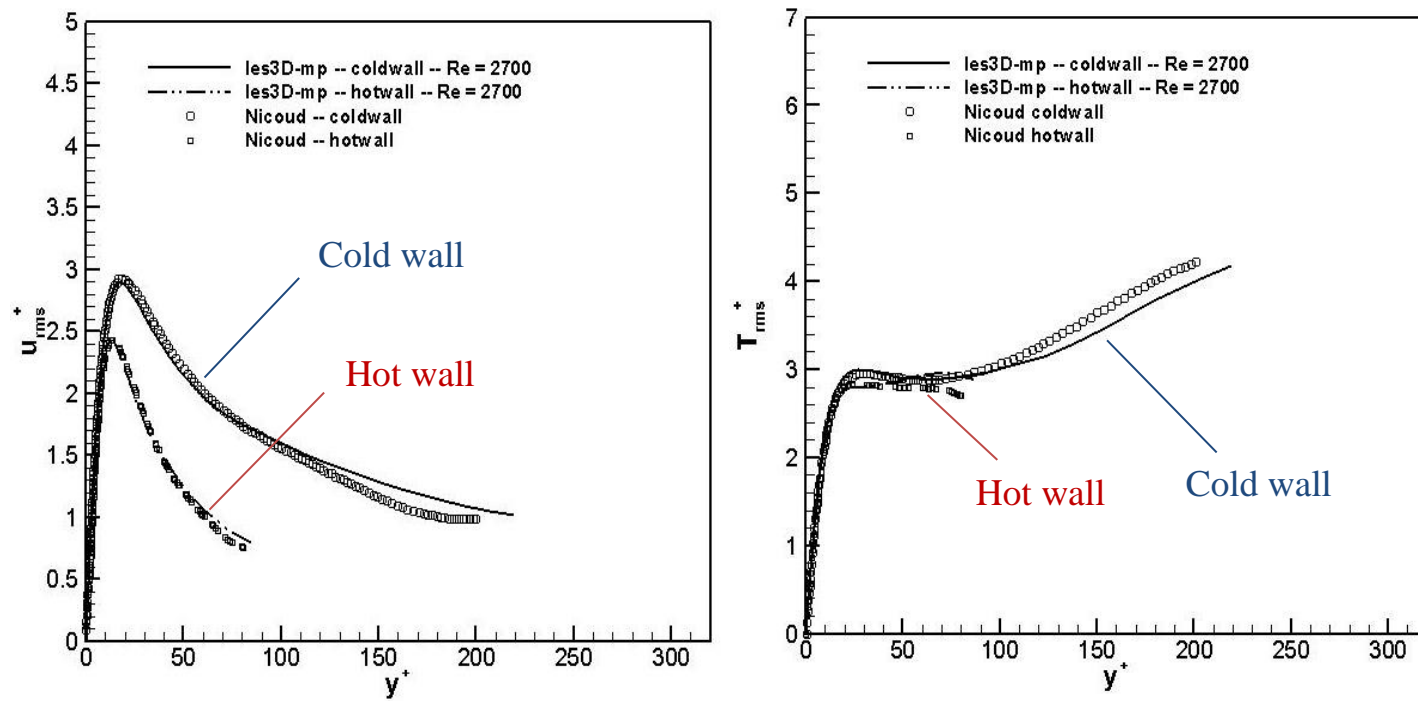 5
4.5
4
3.5
3
2.5
2
1.5
1
0.5
0
u rms +
les3D-mp -- coldwall -- Re = 2700
les3D-mp -- hotwall -- Re = 2700
Nicoud -- coldwall
Nicoud -- hotwall
Cold wall
Hot wall
0 50 100 150 200 250 300
y +
7
6
5
4
3
2
1
0
T rms +
les3D-mp -- coldwall -- Re = 2700
les3D-mp -- hotwall -- Re = 2700
Nicoud coldwall
Nicoud hotwall
Hot wall
Cold wall
0 50 100 150 200 250 300
y +